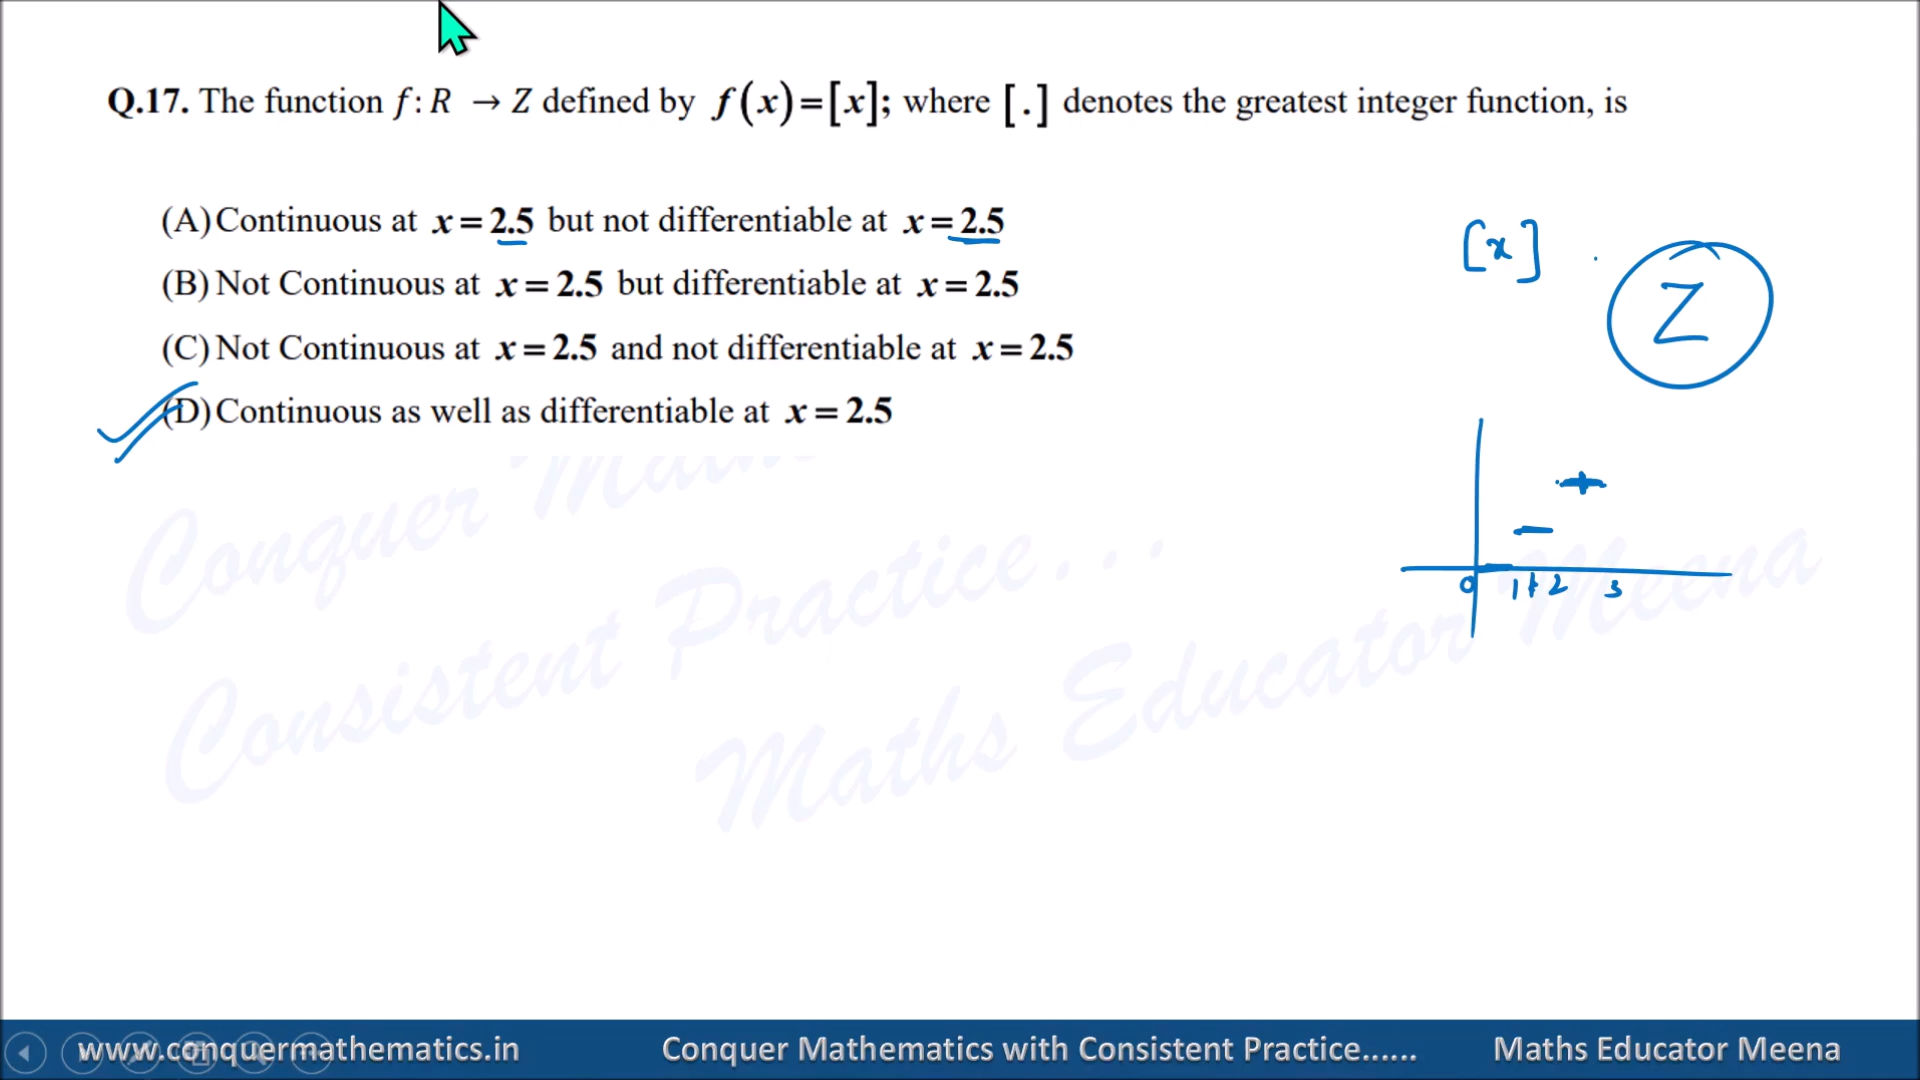 Q.17. The function f : R → Z defined by f(x)=[x]; where [.] denotes the greatest integer function, is
(A) Continuous at x = 2.5 but not differentiable at x = 2.5
(B) Not Continuous at x = 2.5 but differentiable at x = 2.5
(C) Not Continuous at x = 2.5 and not differentiable at x = 2.5
(D) Continuous as well as differentiable at x = 2.5
[x]
Z
0 1 2 3
Conquer Mathe
Consistent Practice...
Maths Educator Meena
www.conquermathematics.in Conquer Mathematics with Consistent Practice...... Maths Educator Meena